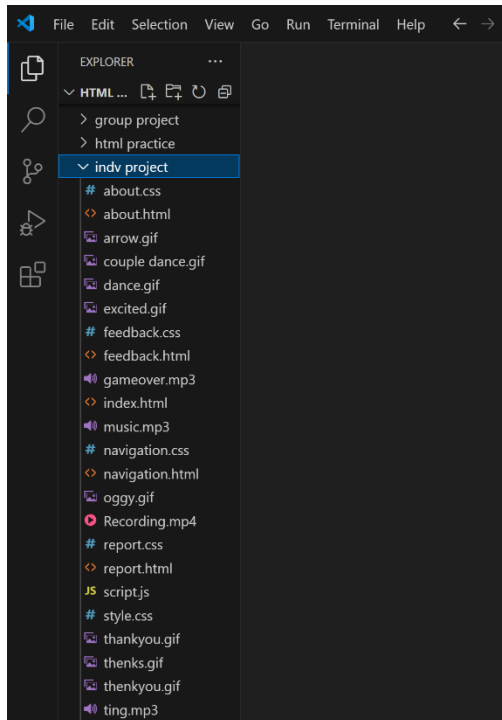 File Edit Selection View Go Run Terminal Help
EXPLORER
HTML ...
group project
html practice
indv project
# about.css
<> about.html
arrow.gif
couple dance.gif
dance.gif
excited.gif
# feedback.css
<> feedback.html
gameover.mp3
<> index.html
music.mp3
# navigation.css
<> navigation.html
oggy.gif
Recording.mp4
# report.css
<> report.html
JS script.js
# style.css
thankyou.gif
thenks.gif
thenkyou.gif
ting.mp3